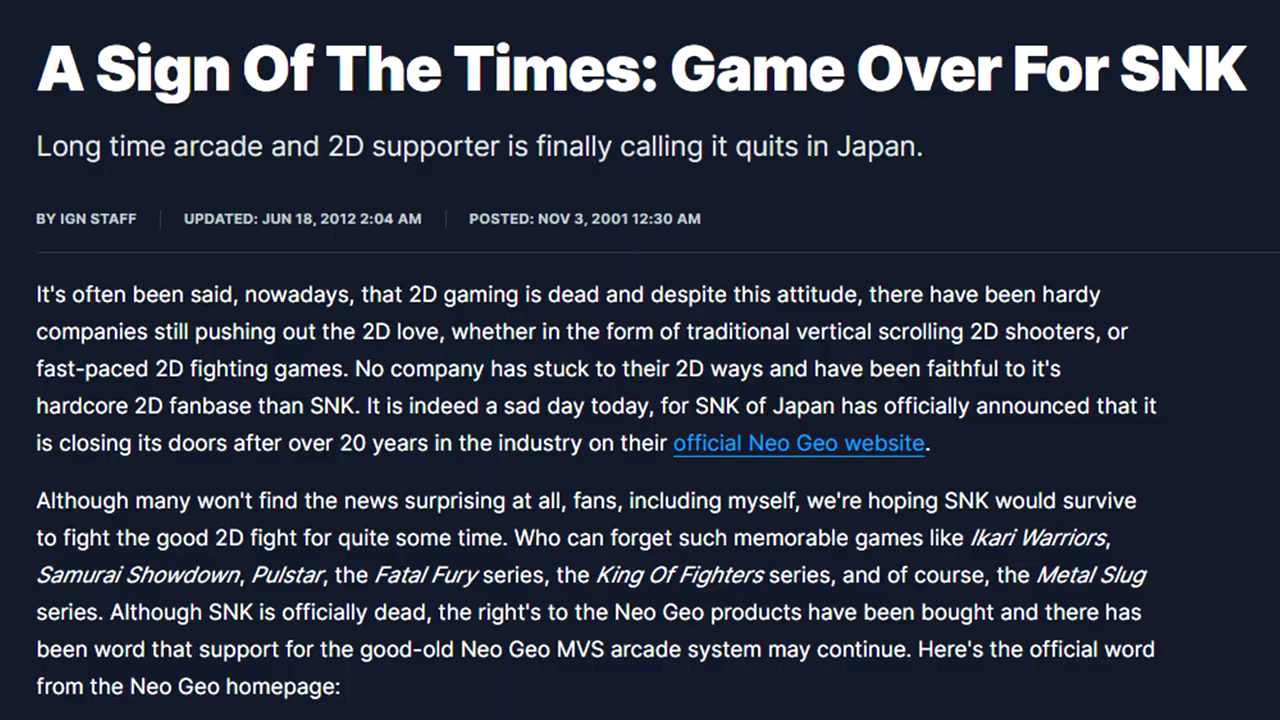 A Sign Of The Times: Game Over For SNK
Long time arcade and 2D supporter is finally calling it quits in Japan.
BY IGN STAFF UPDATED: JUN 18, 2012 2:04 AM POSTED: NOV 3, 2001 12:30 AM
It's often been said, nowadays, that 2D gaming is dead and despite this attitude, there have been hardy
companies still pushing out the 2D love, whether in the form of traditional vertical scrolling 2D shooters, or
fast-paced 2D fighting games. No company has stuck to their 2D ways and have been faithful to it's
hardcore 2D fanbase than SNK. It is indeed a sad day today, for SNK of Japan has officially announced that it
is closing its doors after over 20 years in the industry on their official Neo Geo website.
Although many won't find the news surprising at all, fans, including myself, we're hoping SNK would survive
to fight the good 2D fight for quite some time. Who can forget such memorable games like Ikari Warriors,
Samurai Showdown, Pulstar, the Fatal Fury series, the King Of Fighters series, and of course, the Metal Slug
series. Although SNK is officially dead, the right's to the Neo Geo products have been bought and there has
been word that support for the good-old Neo Geo MVS arcade system may continue. Here's the official word
from the Neo Geo homepage: